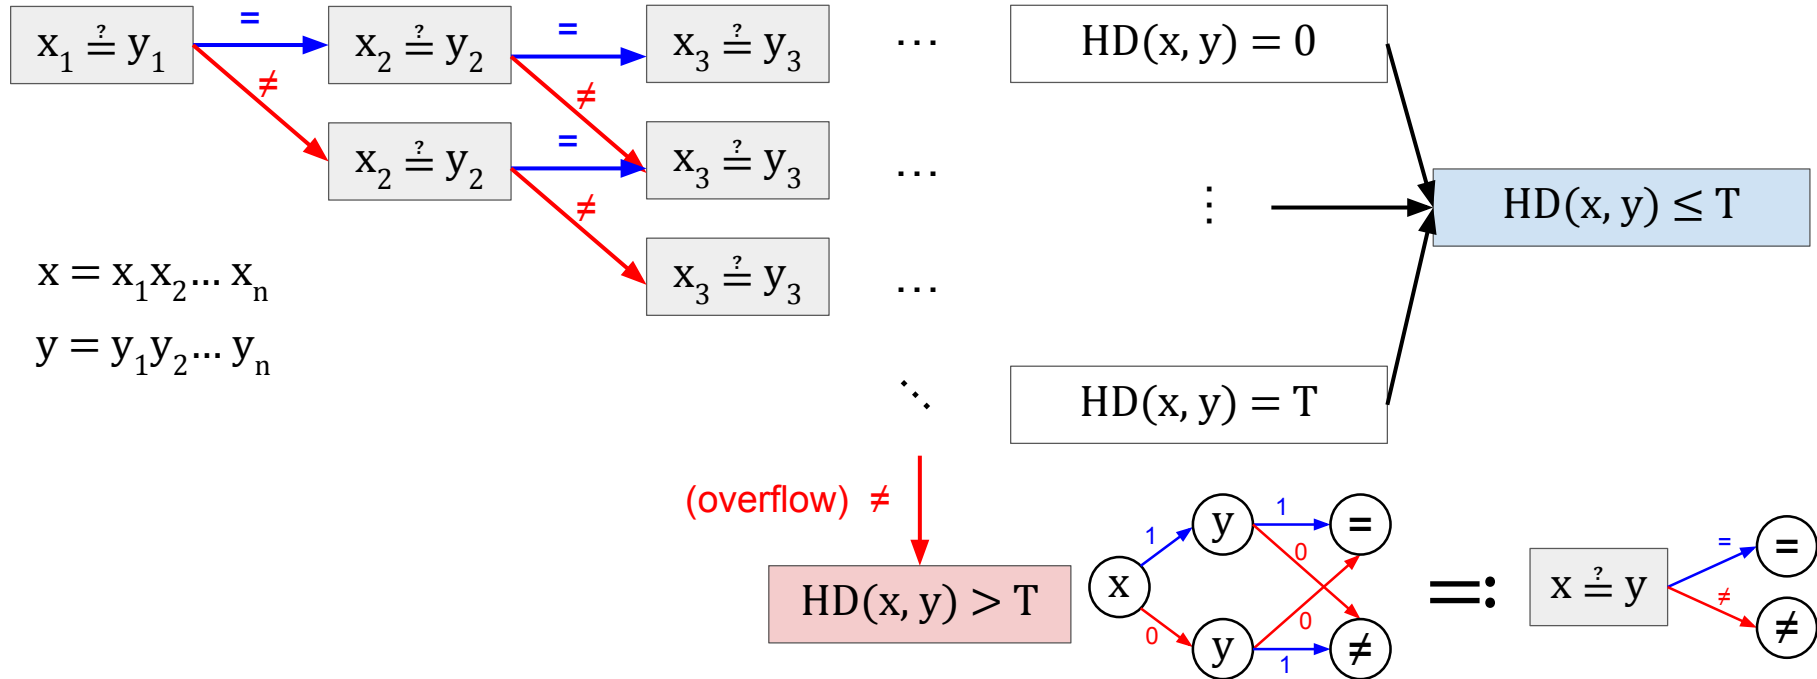 = =
x₁ ≟ y₁ x₂ ≟ y₂ x₃ ≟ y₃ ... HD(x, y) = 0
≠ ≠
=
x₂ ≟ y₂ x₃ ≟ y₃ ...
⋮ HD(x, y) ≤ T
≠
x = x₁x₂... xₙ
x₃ ≟ y₃ ...
y = y₁y₂... yₙ
⋱ HD(x, y) = T
(overflow) ≠
HD(x, y) > T
x 1 0 y y 1 0 0 1 = ≠
=:
x ≟ y = ≠ = ≠